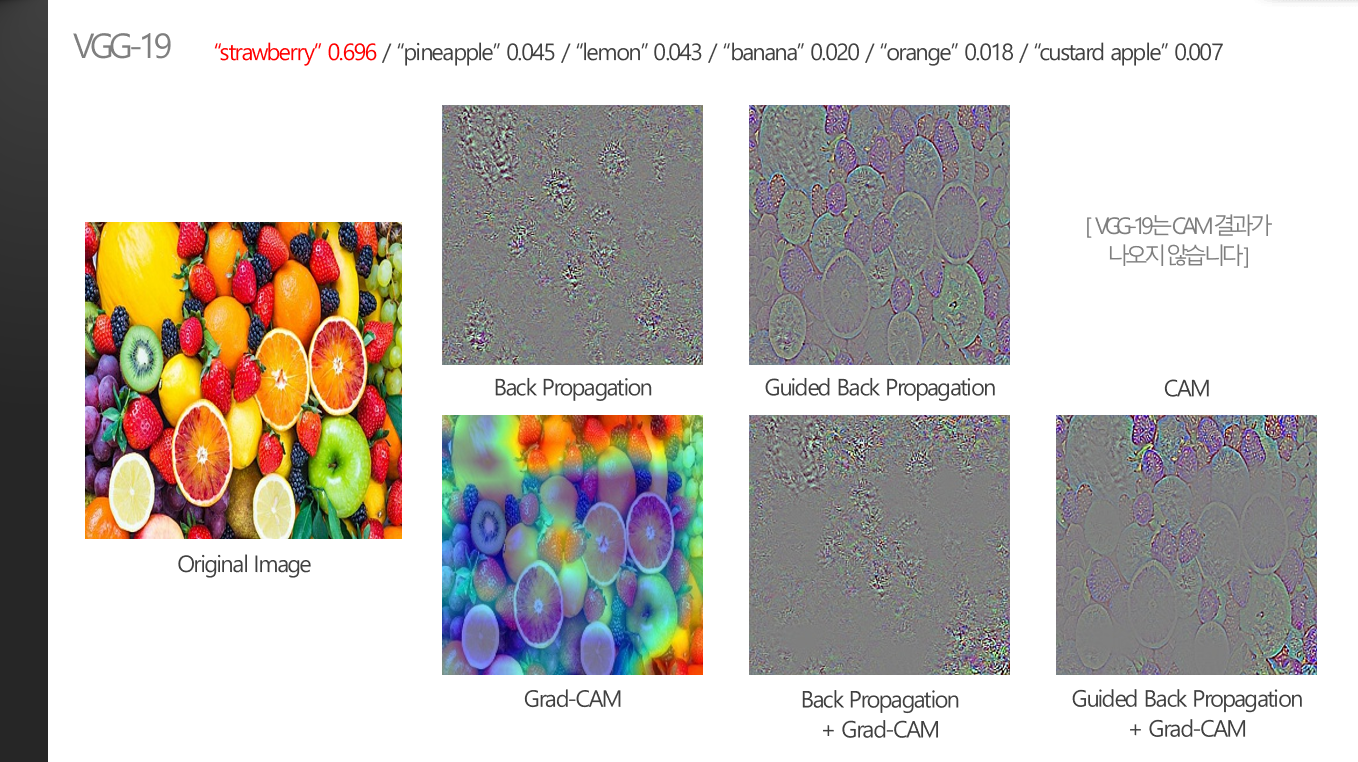 VGG-19
“strawberry” 0.696 / “pineapple” 0.045 / “lemon” 0.043 / “banana” 0.020 / “orange” 0.018 / “custard apple” 0.007
[ VGG-19는 CAM 결과가
나오지 않습니다 ]
Back Propagation
Guided Back Propagation
CAM
Original Image
Grad-CAM
Back Propagation
+ Grad-CAM
Guided Back Propagation
+ Grad-CAM